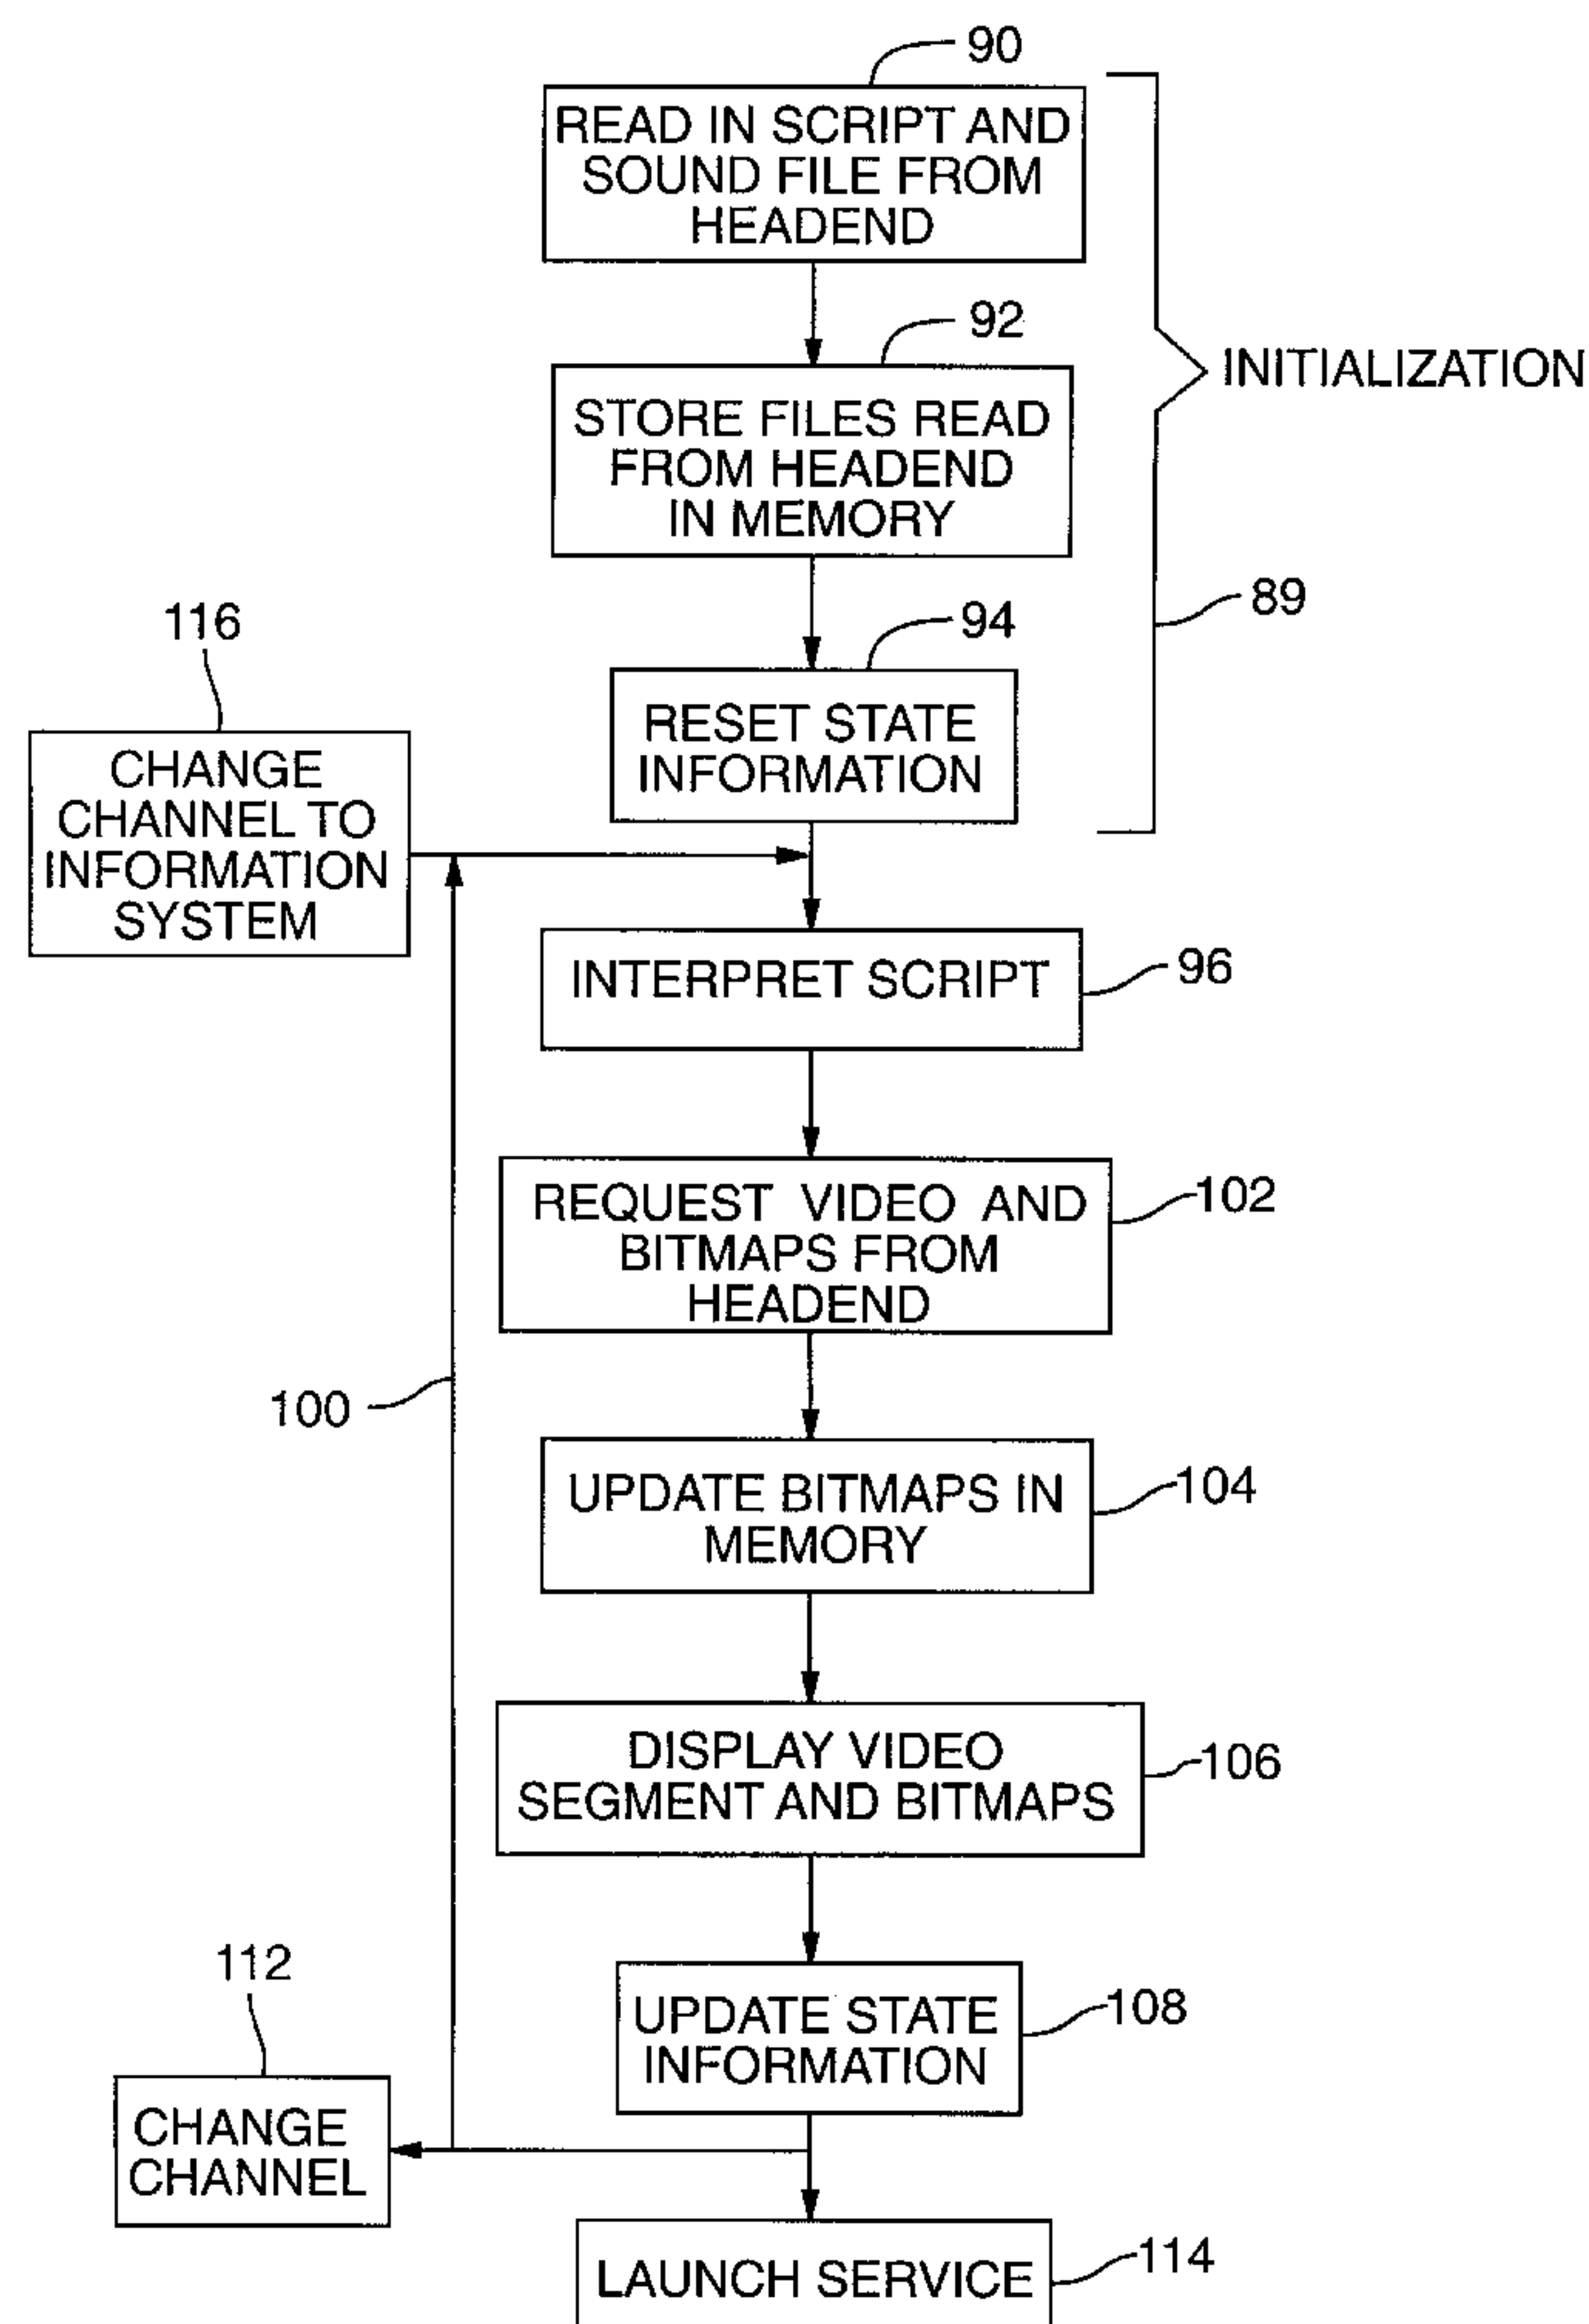 90
READ IN SCRIPT AND
SOUND FILE FROM
HEADEND
92
STORE FILES READ
FROM HEADEND
IN MEMORY
INITIALIZATION
89
94
RESET STATE
INFORMATION
116
CHANGE
CHANNEL TO
INFORMATION
SYSTEM
INTERPRET SCRIPT
96
REQUEST VIDEO AND
BITMAPS FROM
HEADEND
102
100
UPDATE BITMAPS IN
MEMORY
104
DISPLAY VIDEO
SEGMENT AND BITMAPS
106
UPDATE STATE
INFORMATION
108
112
CHANGE
CHANNEL
LAUNCH SERVICE
114